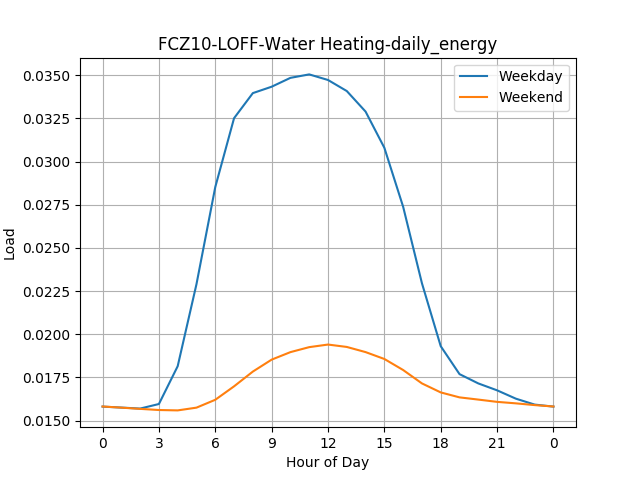 FCZ10-LOFF-Water Heating-daily_energy
Weekday
Weekend
Load
0.0350
0.0325
0.0300
0.0275
0.0250
0.0225
0.0200
0.0175
0.0150
0 3 6 9 12 15 18 21 0
Hour of Day